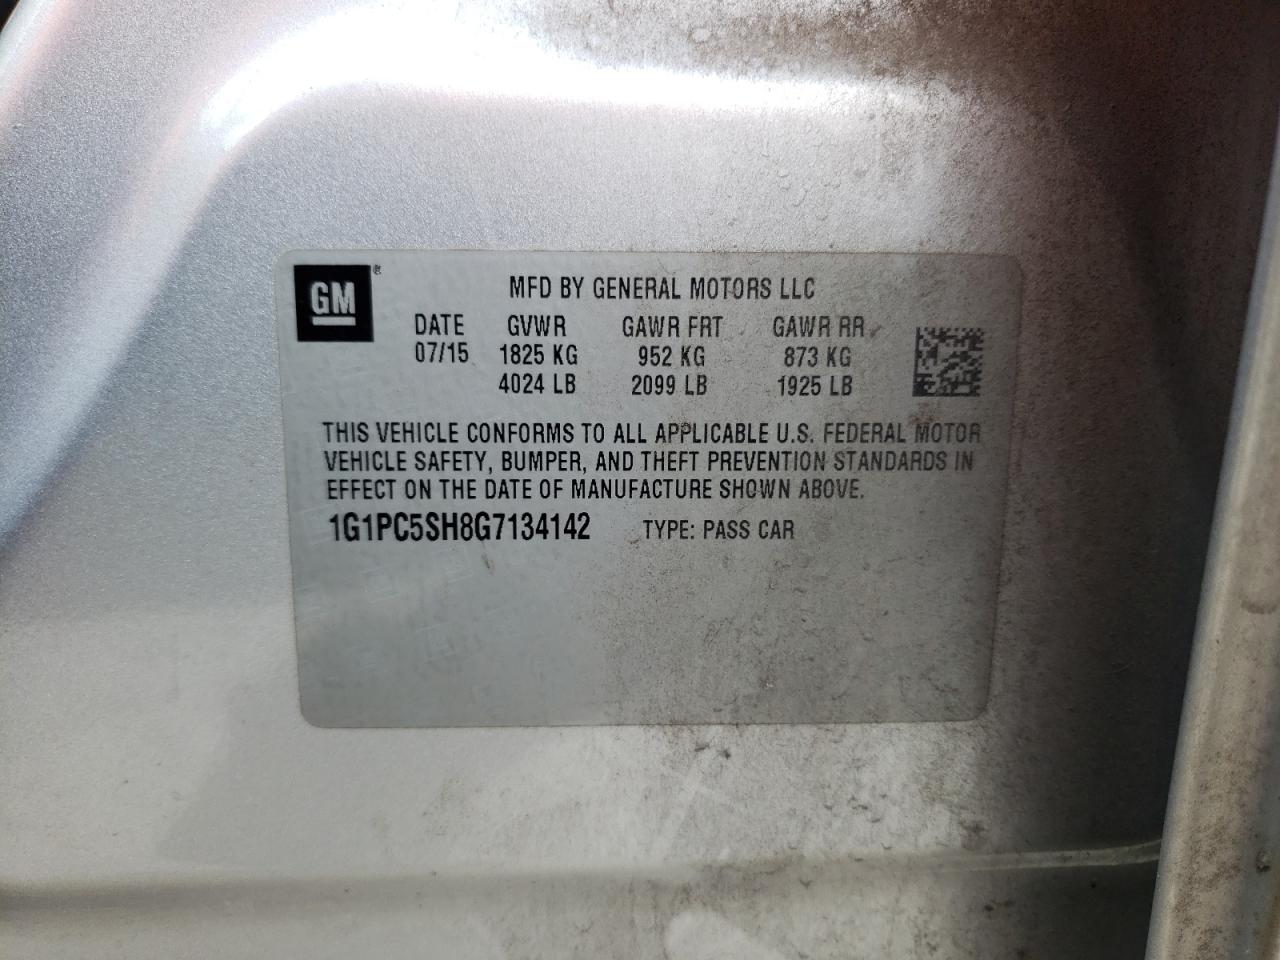 GM®
MFD BY GENERAL MOTORS LLC
DATE GVWR GAWR FRT GAWR RR
07/15 1825 KG 952 KG 873 KG
4024 LB 2099 LB 1925 LB
THIS VEHICLE CONFORMS TO ALL APPLICABLE U.S. FEDERAL MOTOR
VEHICLE SAFETY, BUMPER, AND THEFT PREVENTION STANDARDS IN
EFFECT ON THE DATE OF MANUFACTURE SHOWN ABOVE.
1G1PC5SH8G7134142 TYPE: PASS CAR